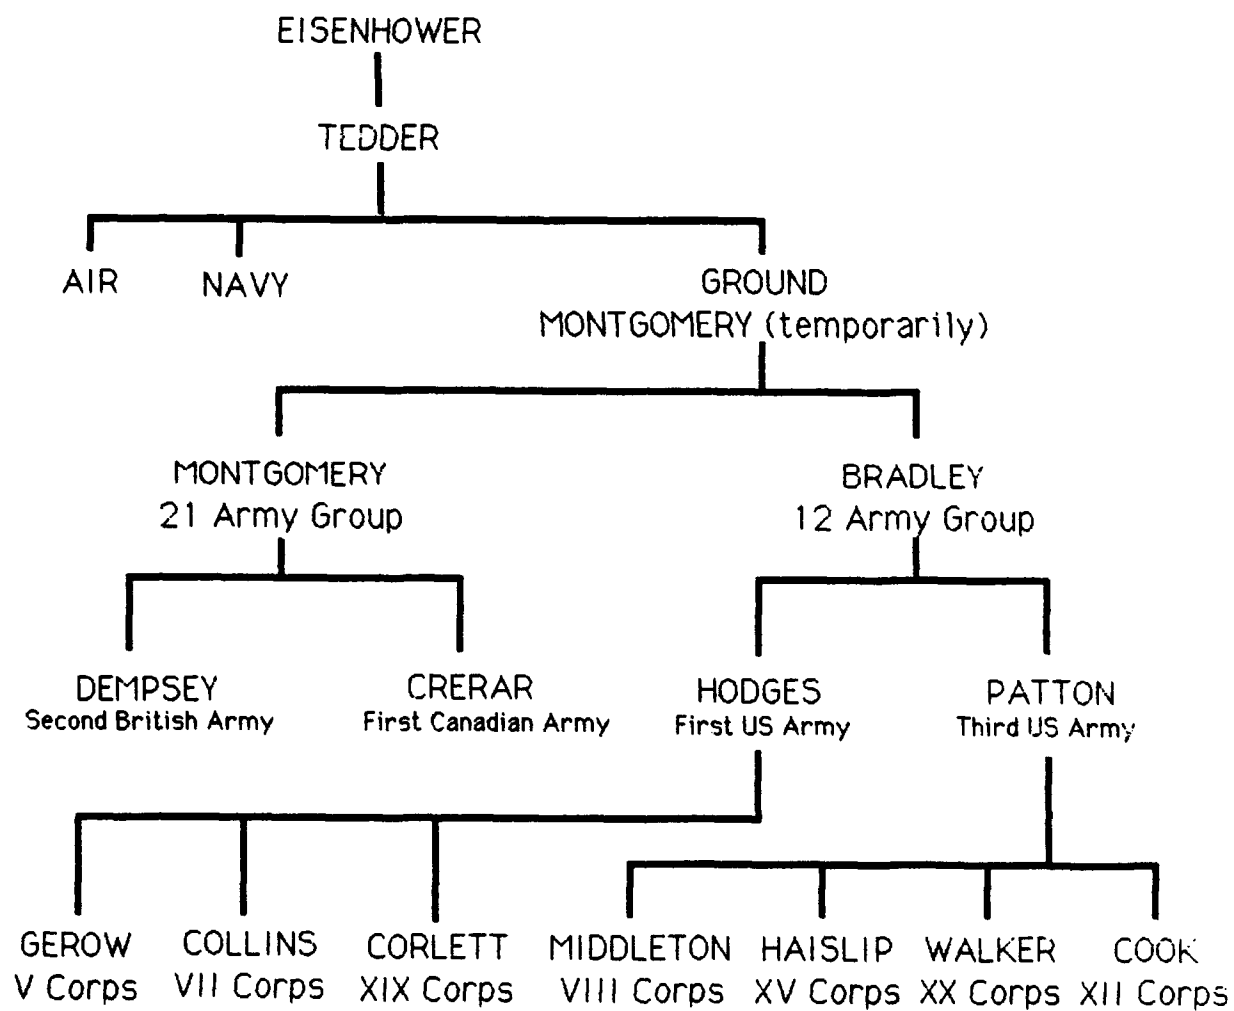 EISENHOWER
TEDDER
AIR
NAVY
GROUND
MONTGOMERY (temporarily)
MONTGOMERY
21 Army Group
BRADLEY
12 Army Group
DEMPSEY
Second British Army
CRERAR
First Canadian Army
HODGES
First US Army
PATTON
Third US Army
GEROW
V Corps
COLLINS
VII Corps
CORLETT
XIX Corps
MIDDLETON
VIII Corps
HAISLIP
XV Corps
WALKER
XX Corps
COOK
XII Corps